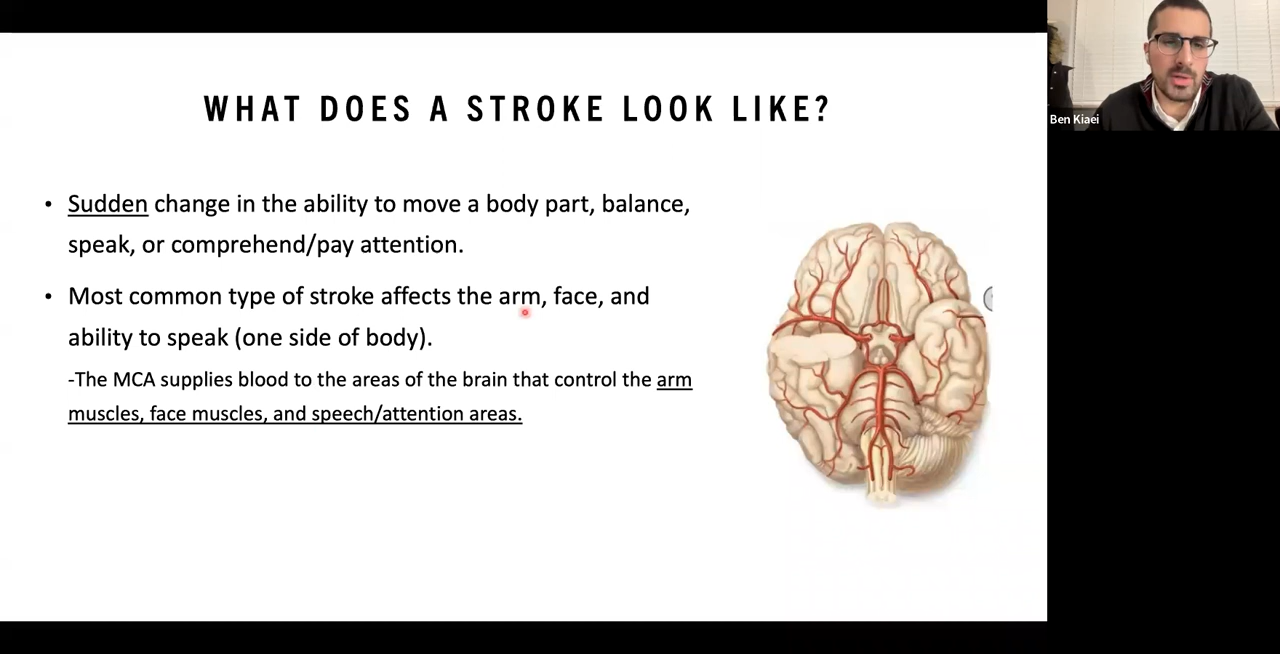 WHAT DOES A STROKE LOOK LIKE?
Ben Kiaei
• Sudden change in the ability to move a body part, balance,
speak, or comprehend/pay attention.
• Most common type of stroke affects the arm, face, and
ability to speak (one side of body).
-The MCA supplies blood to the areas of the brain that control the arm
muscles, face muscles, and speech/attention areas.